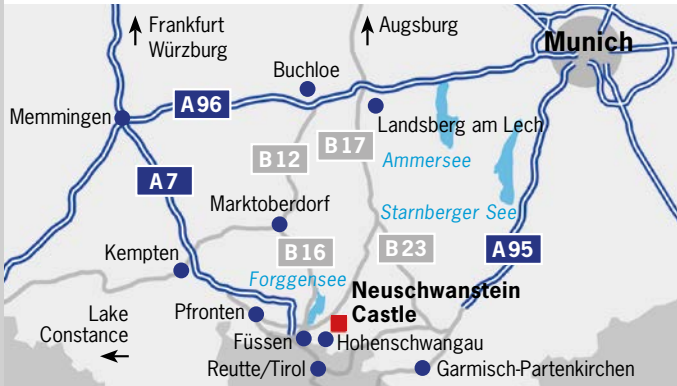 Frankfurt
Würzburg
Augsburg
Munich
Buchloe
A96
Memmingen
Landsberg am Lech
B17
B12
Ammersee
A7
Marktoberdorf
Starnberger See
B16
B23
A95
Kempten
Forggensee
Neuschwanstein
Castle
Lake
Constance
Pfronten
Füssen
Hohenschwangau
Reutte/Tirol
Garmisch-Partenkirchen